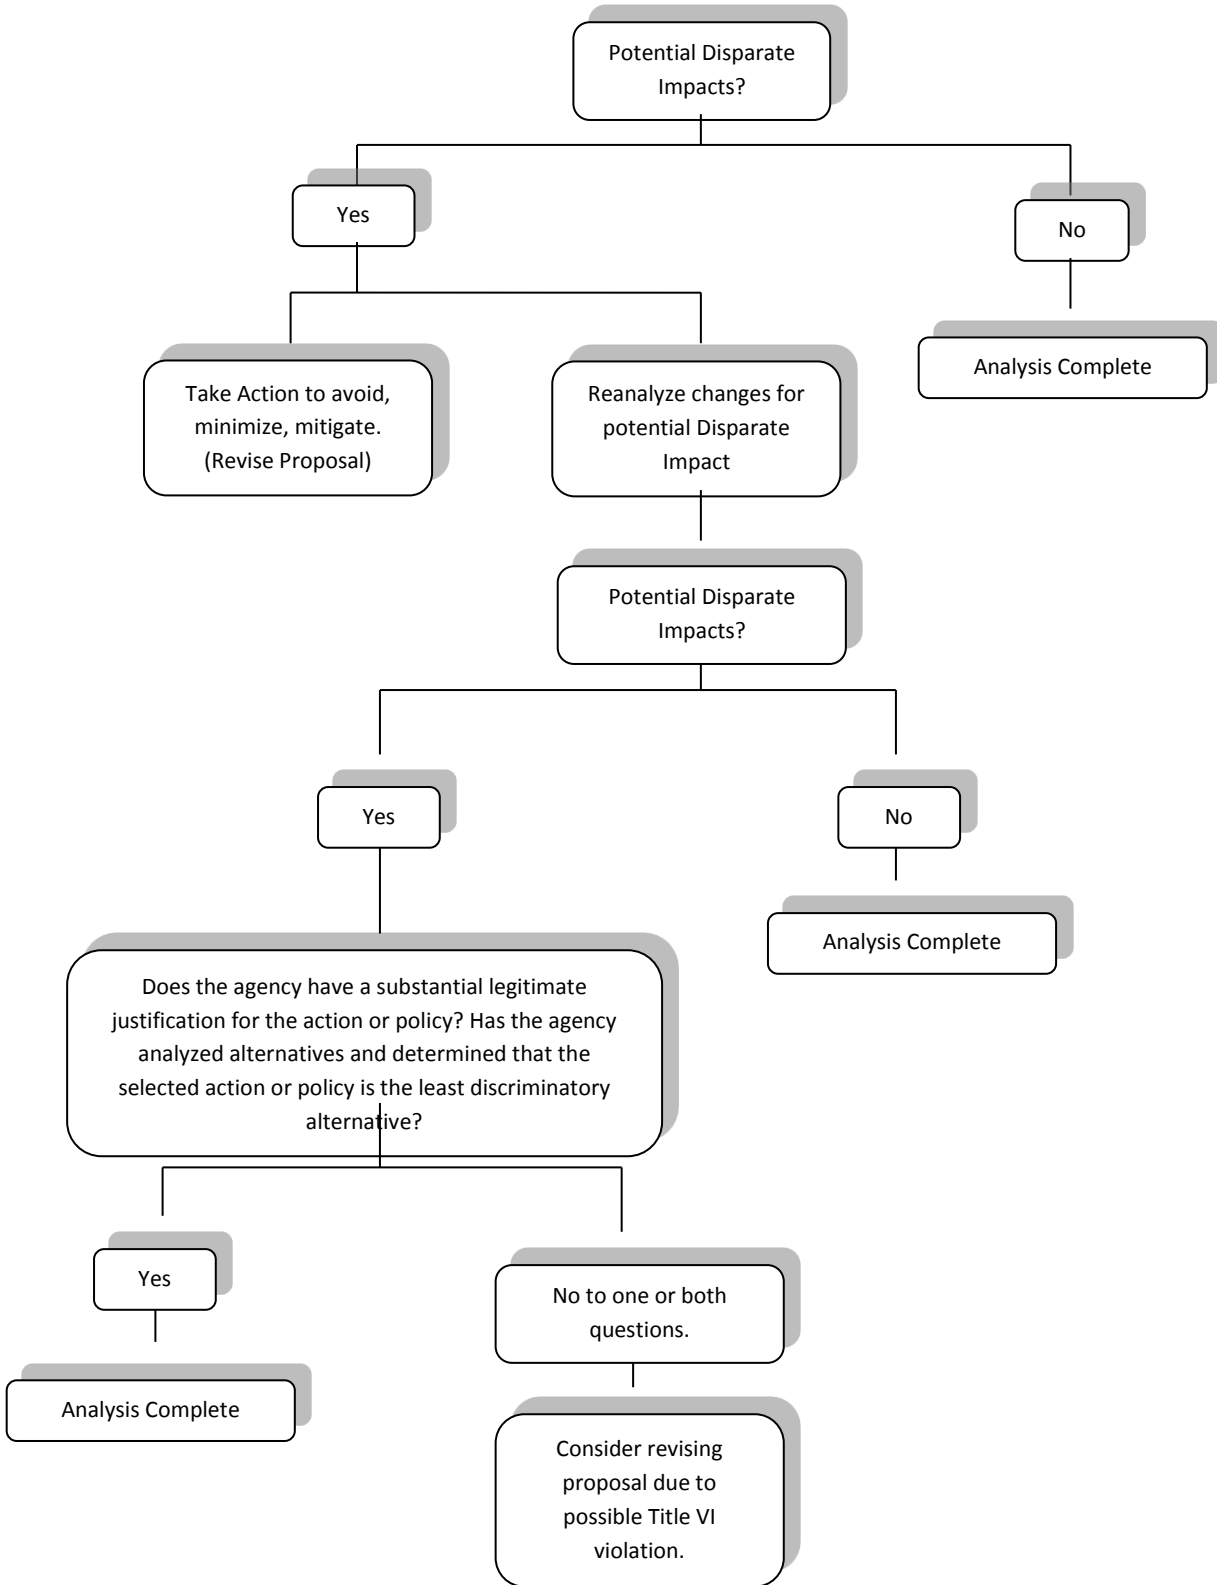 Potential Disparate
Impacts?
Yes
No
Analysis Complete
Take Action to avoid,
minimize, mitigate.
(Revise Proposal)
Reanalyze changes for
potential Disparate
Impact
Potential Disparate
Impacts?
Yes
No
Analysis Complete
Does the agency have a substantial legitimate
justification for the action or policy? Has the agency
analyzed alternatives and determined that the
selected action or policy is the least discriminatory
alternative?
Yes
No to one or both
questions.
Analysis Complete
Consider revising
proposal due to
possible Title VI
violation.